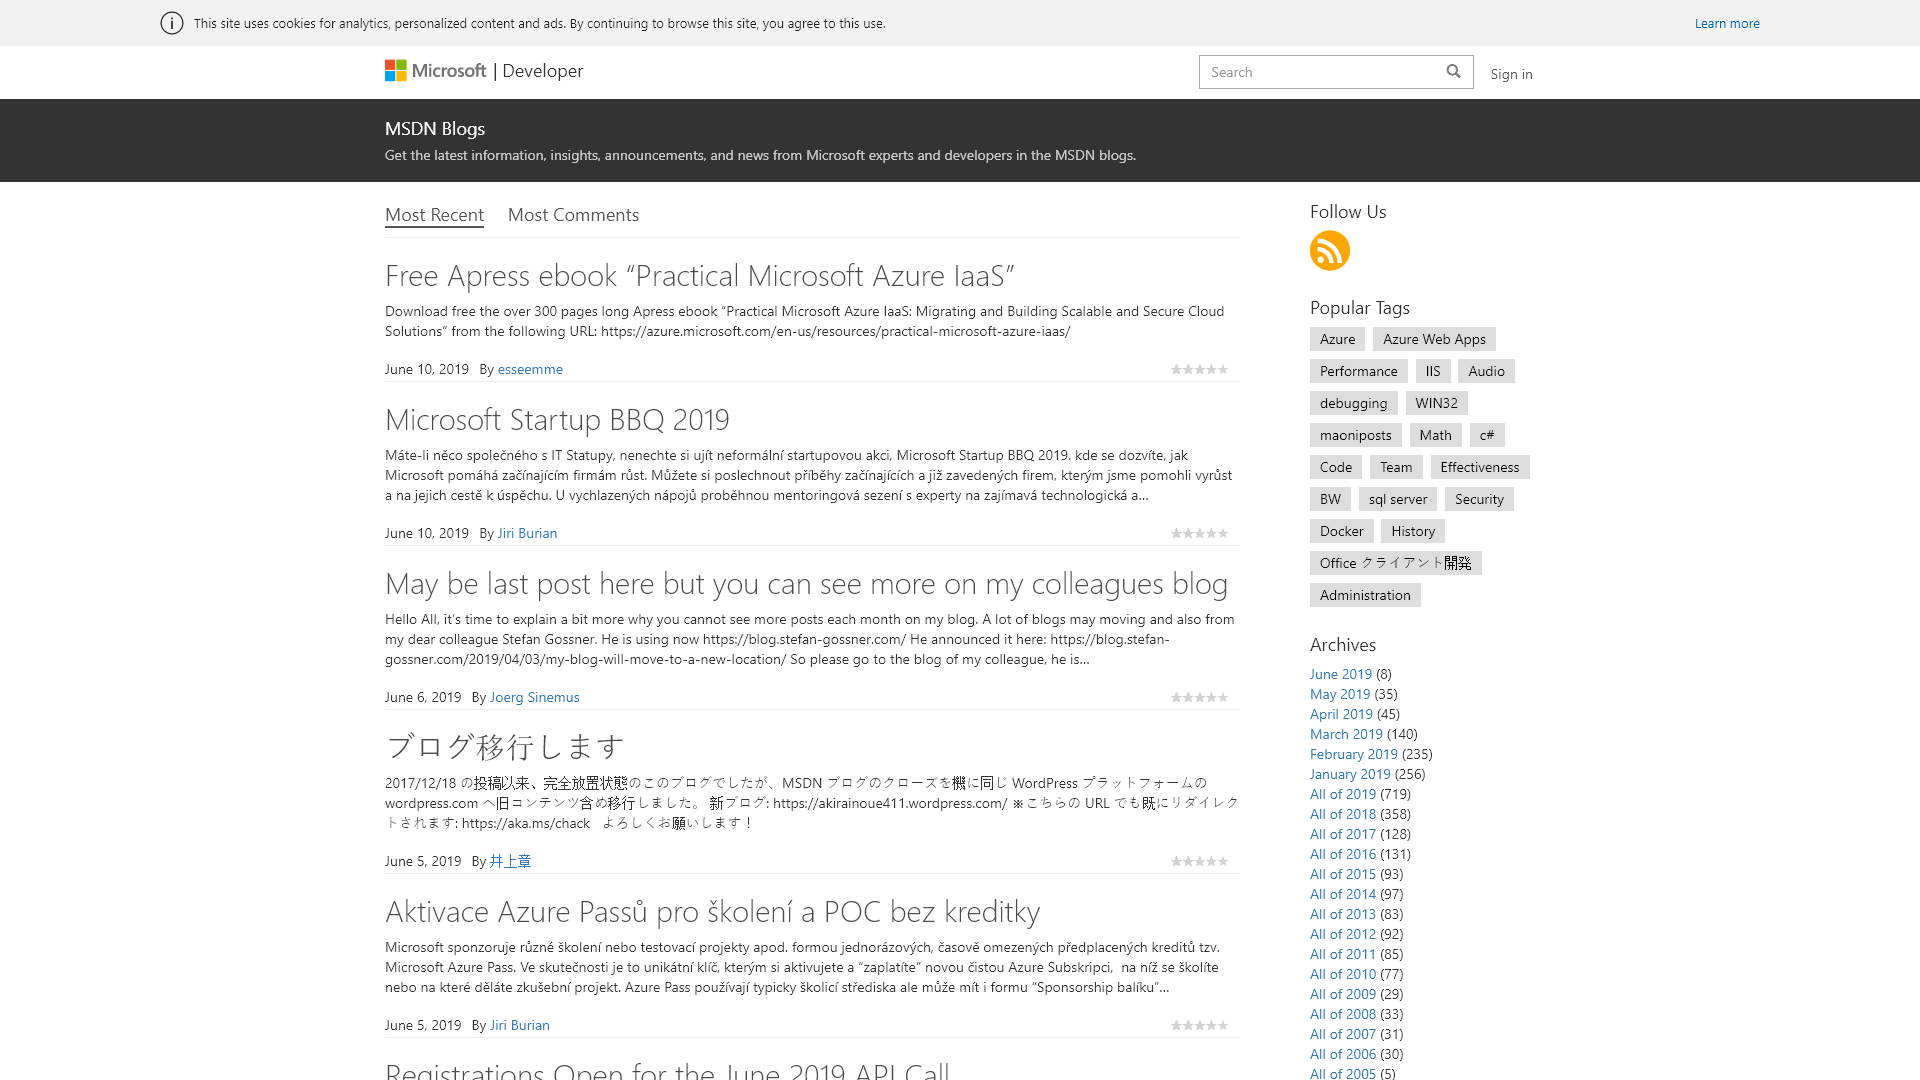 This site uses cookies for analytics, personalized content and ads. By continuing to browse this site, you agree to this use.
Learn more
Microsoft | Developer
Search
Sign in
MSDN Blogs
Get the latest information, insights, announcements, and news from Microsoft experts and developers in the MSDN blogs.
Most Recent
Most Comments
Free Apress ebook “Practical Microsoft Azure IaaS”
Download free the over 300 pages long Apress ebook “Practical Microsoft Azure IaaS: Migrating and Building Scalable and Secure Cloud
Solutions” from the following URL: https://azure.microsoft.com/en-us/resources/practical-microsoft-azure-iaas/
June 10, 2019 By esseemme
Microsoft Startup BBQ 2019
Máte-li něco společného s IT Statupy, nenechte si ujít neformální startupovou akci, Microsoft Startup BBQ 2019. kde se dozvíte, jak
Microsoft pomáhá začínajícím firmám růst. Můžete si poslechnout příběhy začínajících a již zavedených firem, kterým jsme pomohli vyrůst
a na jejich cestě k úspěchu. U vychlazených nápojů proběhnou mentoringová sezení s experty na zajímavá technologická a...
June 10, 2019 By Jiri Burian
May be last post here but you can see more on my colleagues blog
Hello All, it’s time to explain a bit more why you cannot see more posts each month on my blog. A lot of blogs may moving and also from
my dear colleague Stefan Gossner. He is using now https://blog.stefan-gossner.com/ He announced it here: https://blog.stefan-
gossner.com/2019/04/03/my-blog-will-move-to-a-new-location/ So please go to the blog of my colleague, he is...
June 6, 2019 By Joerg Sinemus
ブログ移行します
2017/12/18 の投稿以来、完全放置状態のこのブログでしたが、MSDN ブログのクローズを機に同じ WordPress プラットフォームの
wordpress.com へ旧コンテンツ含め移行しました。 新ブログ: https://akirainoue411.wordpress.com/ ※こちらの URL でも既にリダイレク
トされます: https://aka.ms/chack よろしくお願いします！
June 5, 2019 By 井上章
Aktivace Azure Passů pro školení a POC bez kreditky
Microsoft sponzoruje různé školení nebo testovací projekty apod. formou jednorázových, časově omezených předplacených kreditů tzv.
Microsoft Azure Pass. Ve skutečnosti je to unikátní klíč, kterým si aktivujete a “zaplatíte” novou čistou Azure Subskripci, na níž se školíte
nebo na které děláte zkušební projekt. Azure Pass používají typicky školicí střediska ale může mít i formu “Sponsorship balíku”...
June 5, 2019 By Jiri Burian
Registrations Open for the June 2019 API Call
Follow Us
Popular Tags
Azure Azure Web Apps
Performance IIS Audio
debugging WIN32
maoniposts Math c#
Code Team Effectiveness
BW sql server Security
Docker History
Office クライアント開発
Administration
Archives
June 2019 (8)
May 2019 (35)
April 2019 (45)
March 2019 (140)
February 2019 (235)
January 2019 (256)
All of 2019 (719)
All of 2018 (358)
All of 2017 (128)
All of 2016 (131)
All of 2015 (93)
All of 2014 (97)
All of 2013 (83)
All of 2012 (92)
All of 2011 (85)
All of 2010 (77)
All of 2009 (29)
All of 2008 (33)
All of 2007 (31)
All of 2006 (30)
All of 2005 (5)